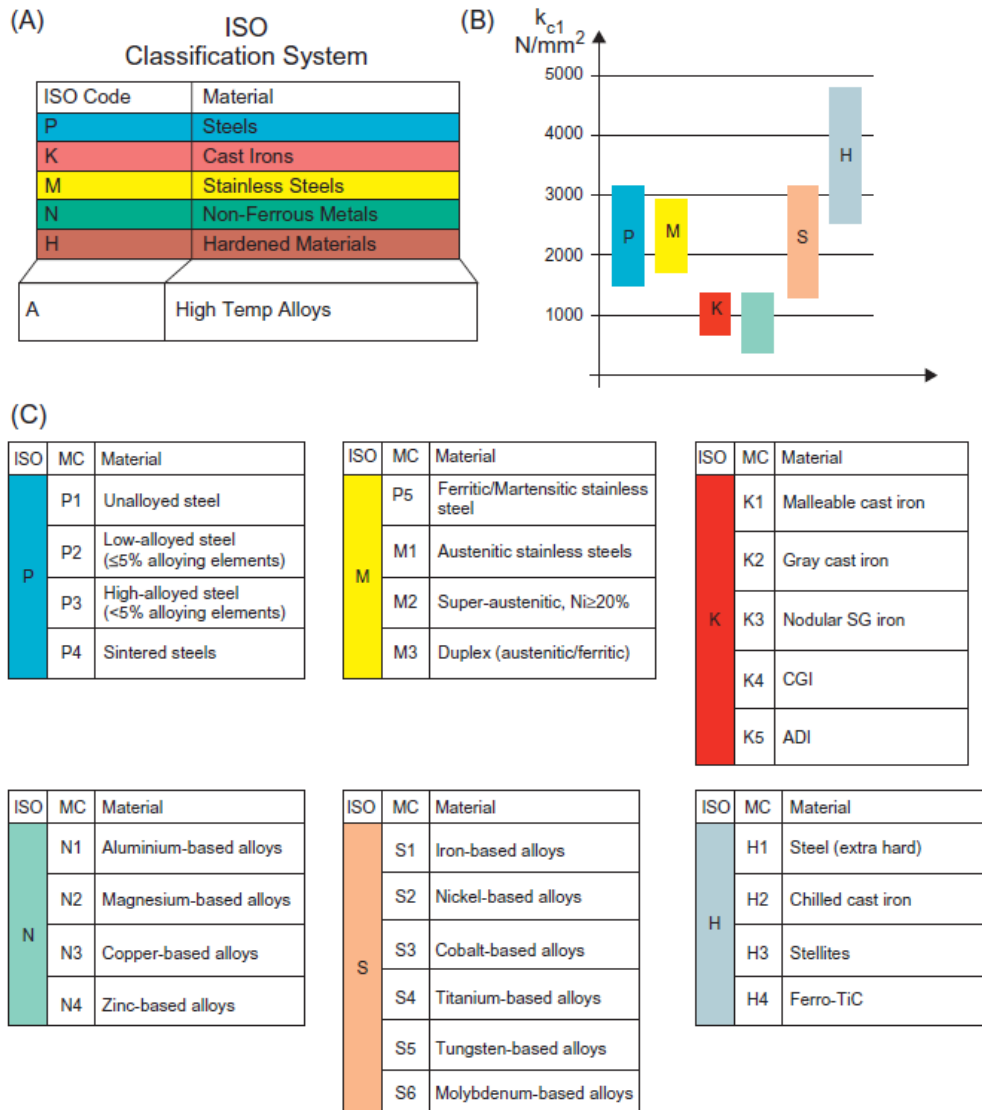 (A)
ISO
Classification System
ISO Code Material
P Steels
K Cast Irons
M Stainless Steels
N Non-Ferrous Metals
H Hardened Materials
A High Temp Alloys
(B)
kc1
N/mm2
5000
4000
3000
2000
1000
P
M
K
S
H
(C)
ISO MC Material
P
P1 Unalloyed steel
P2 Low-alloyed steel
(≤5% alloying elements)
P3 High-alloyed steel
(<5% alloying elements)
P4 Sintered steels
ISO MC Material
M
P5 Ferritic/Martensitic stainless
steel
M1 Austenitic stainless steels
M2 Super-austenitic, Ni≥20%
M3 Duplex (austenitic/ferritic)
ISO MC Material
K
K1 Malleable cast iron
K2 Gray cast iron
K3 Nodular SG iron
K4 CGI
K5 ADI
ISO MC Material
N
N1 Aluminium-based alloys
N2 Magnesium-based alloys
N3 Copper-based alloys
N4 Zinc-based alloys
ISO MC Material
S
S1 Iron-based alloys
S2 Nickel-based alloys
S3 Cobalt-based alloys
S4 Titanium-based alloys
S5 Tungsten-based alloys
S6 Molybdenum-based alloys
ISO MC Material
H
H1 Steel (extra hard)
H2 Chilled cast iron
H3 Stellites
H4 Ferro-TiC